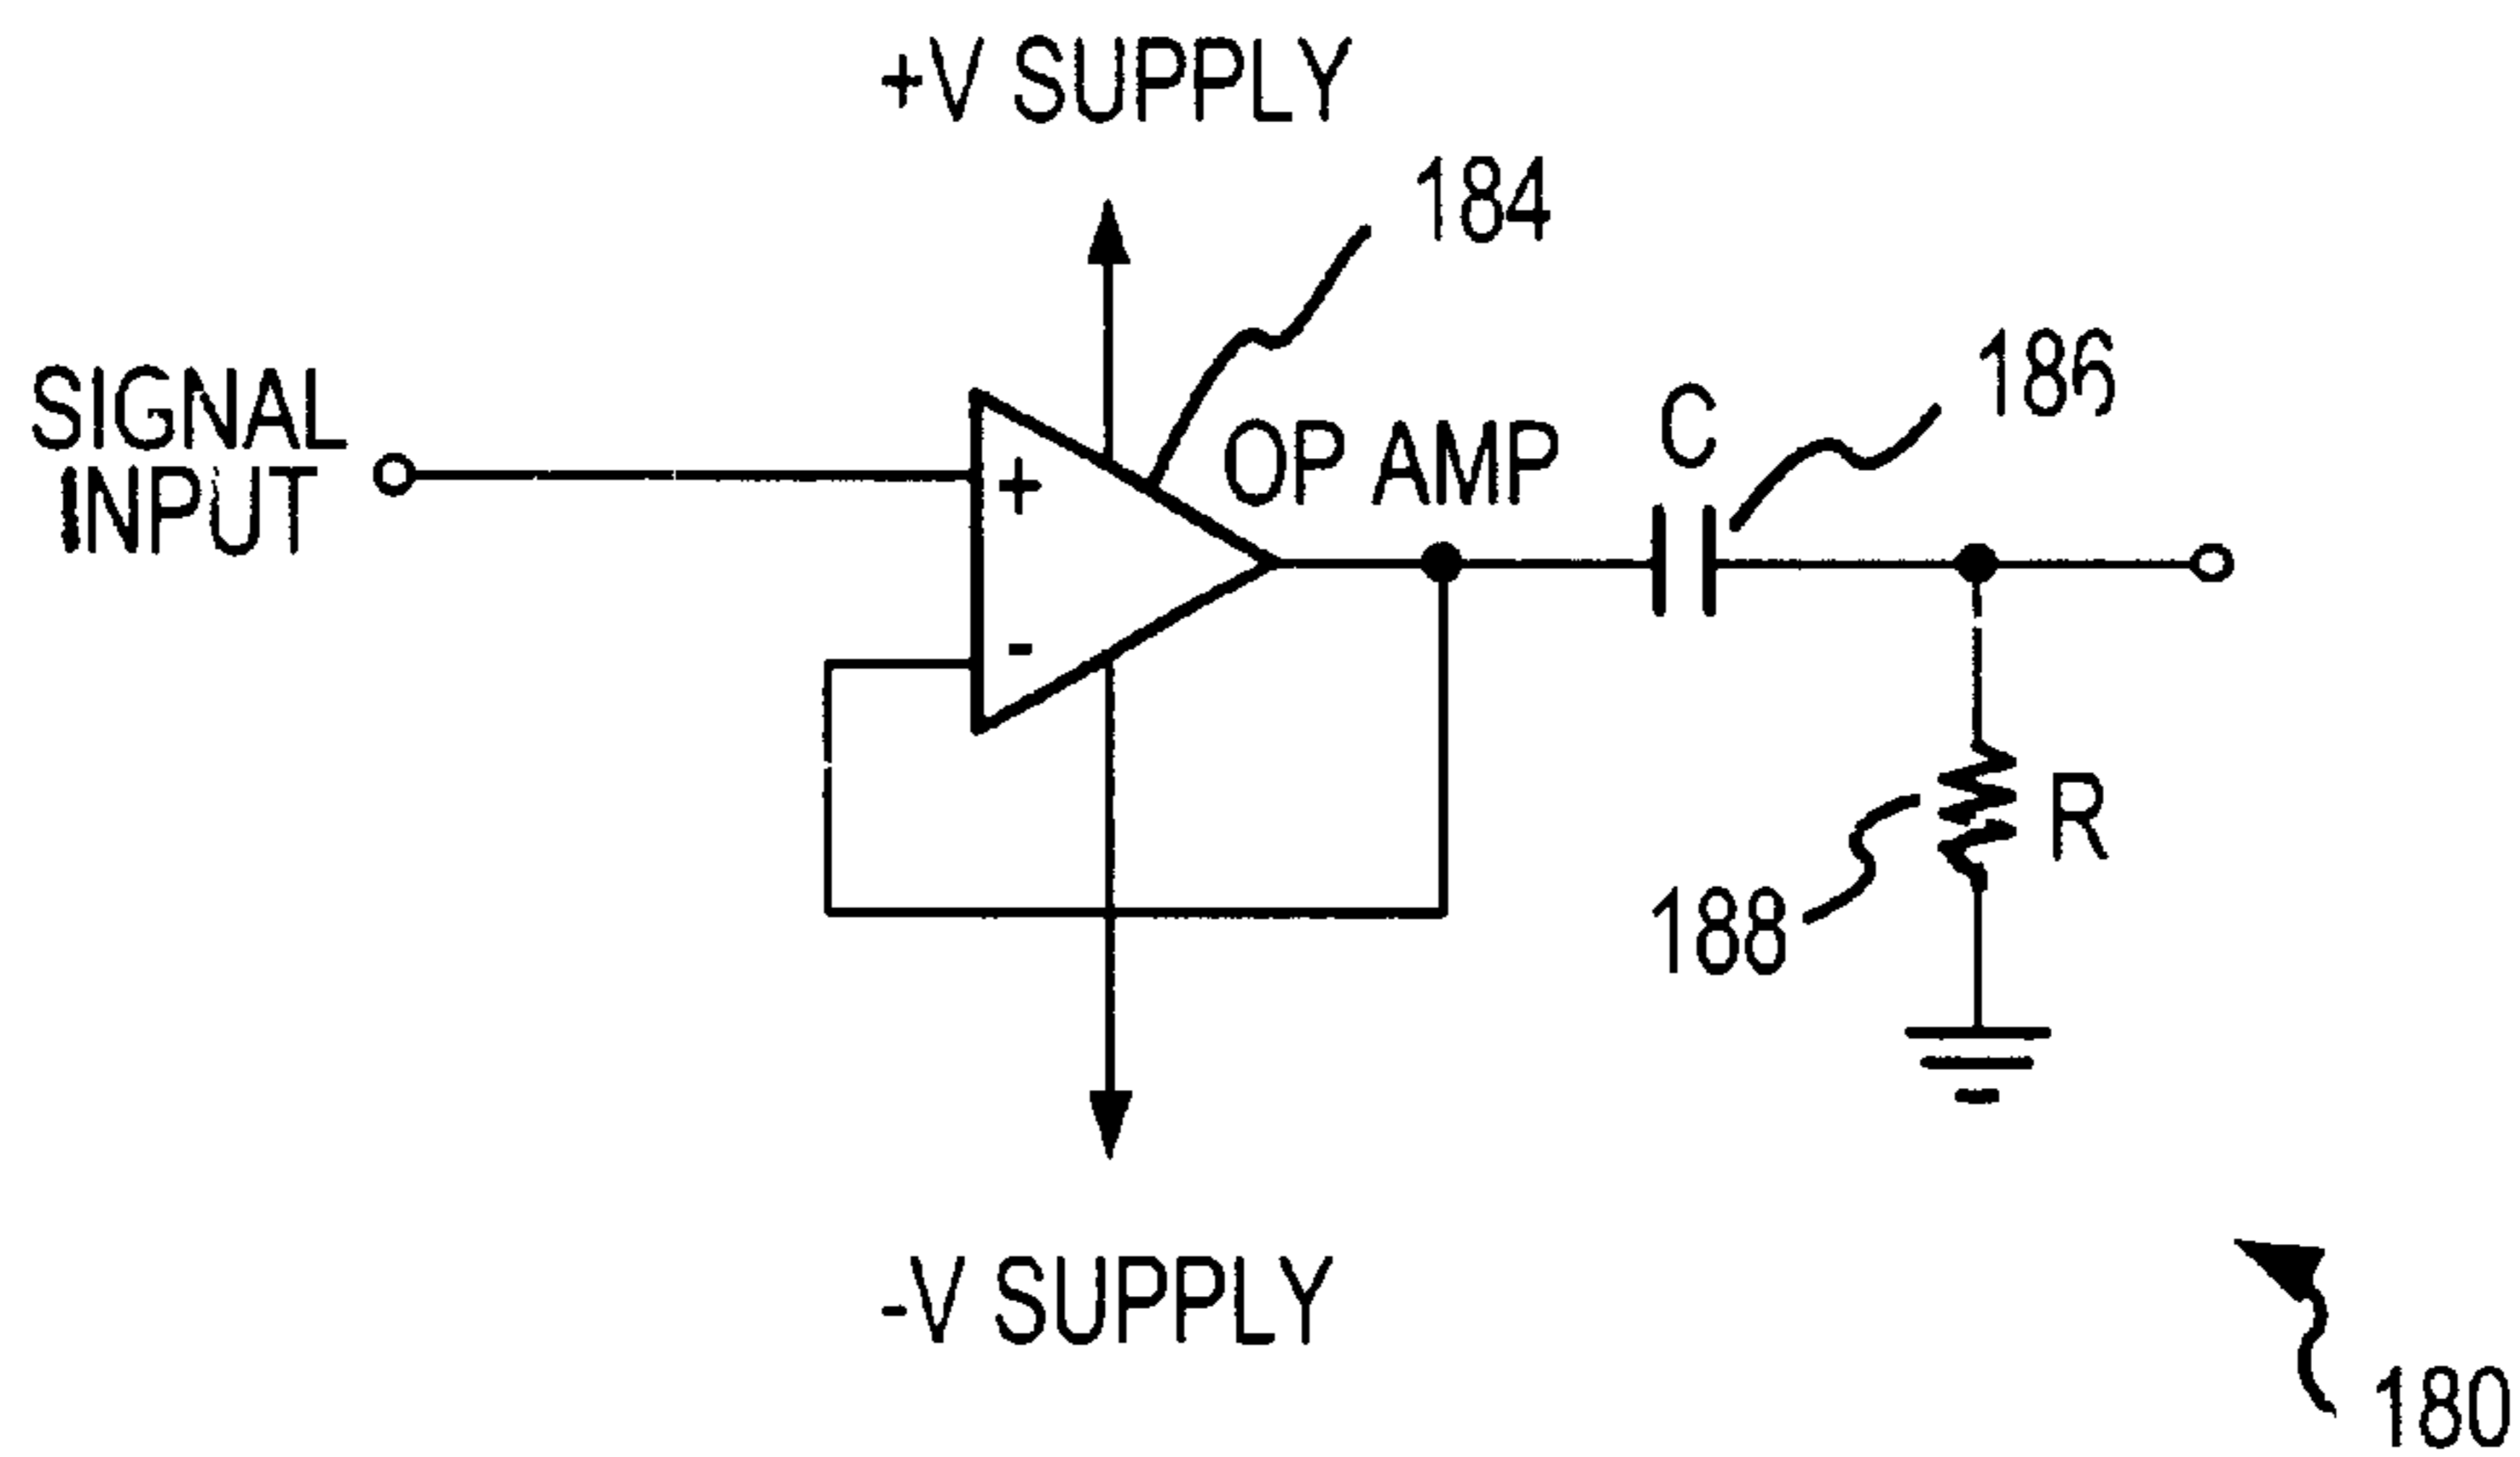 +V SUPPLY
184
SIGNAL
INPUT
OP AMP
C
186
+
-
R
188
-V SUPPLY
180